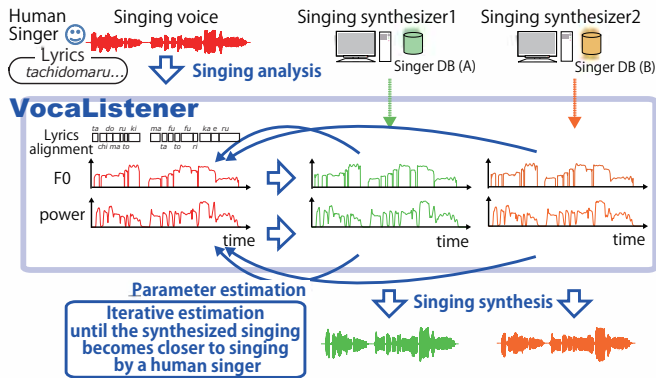 Human
Singer
Singing voice
Singing synthesizer1
Singing synthesizer2
Lyrics
tachidomaru...
Singing analysis
Singer DB (A)
Singer DB (B)
VocaListener
Lyrics
alignment
ta do ru ki ma fu fu ka e ru
chi ma to ta to ri
F0
power
time
time
time
Parameter estimation
Iterative estimation
until the synthesized singing
becomes closer to singing
by a human singer
Singing synthesis